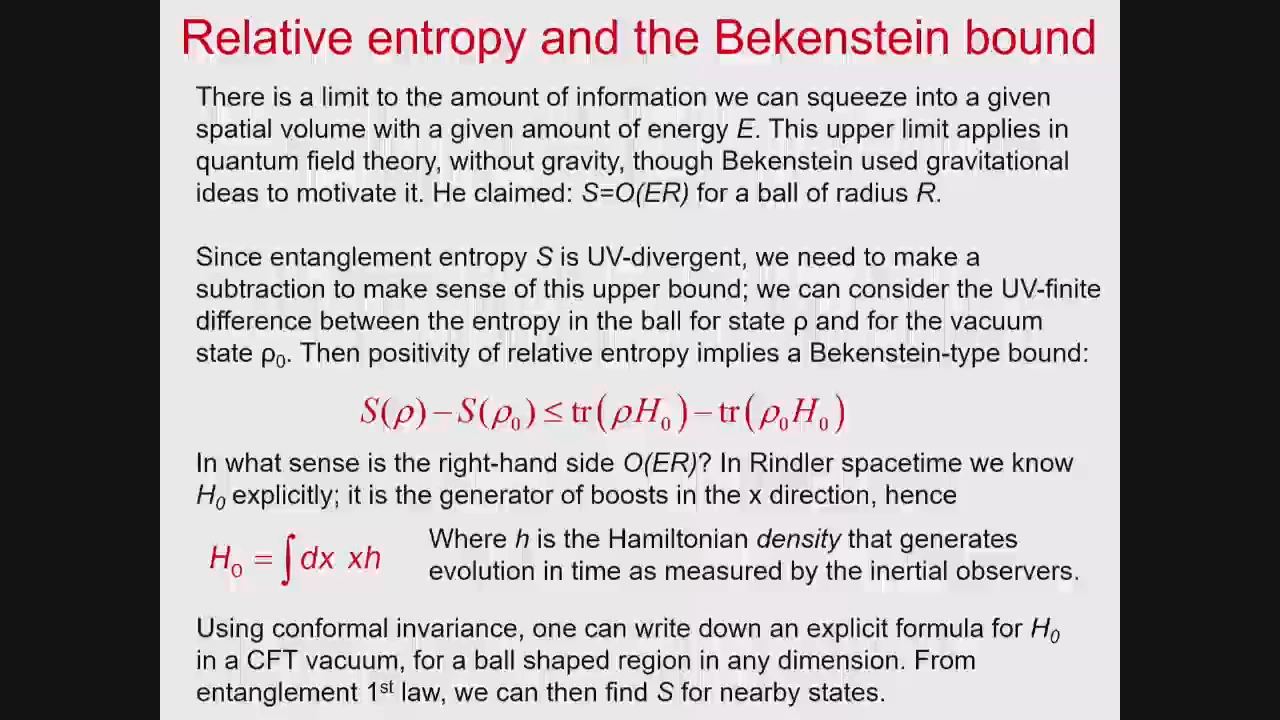 Relative entropy and the Bekenstein bound
There is a limit to the amount of information we can squeeze into a given
spatial volume with a given amount of energy E. This upper limit applies in
quantum field theory, without gravity, though Bekenstein used gravitational
ideas to motivate it. He claimed: S=O(ER) for a ball of radius R.
Since entanglement entropy S is UV-divergent, we need to make a
subtraction to make sense of this upper bound; we can consider the UV-finite
difference between the entropy in the ball for state ρ and for the vacuum
state ρ₀. Then positivity of relative entropy implies a Bekenstein-type bound:
S(ρ) − S(ρ₀) ≤ tr(ρH₀) − tr(ρ₀H₀)
In what sense is the right-hand side O(ER)? In Rindler spacetime we know
H₀ explicitly; it is the generator of boosts in the x direction, hence
H₀ = ∫ dx xh
Where h is the Hamiltonian density that generates
evolution in time as measured by the inertial observers.
Using conformal invariance, one can write down an explicit formula for H₀
in a CFT vacuum, for a ball shaped region in any dimension. From
entanglement 1st law, we can then find S for nearby states.